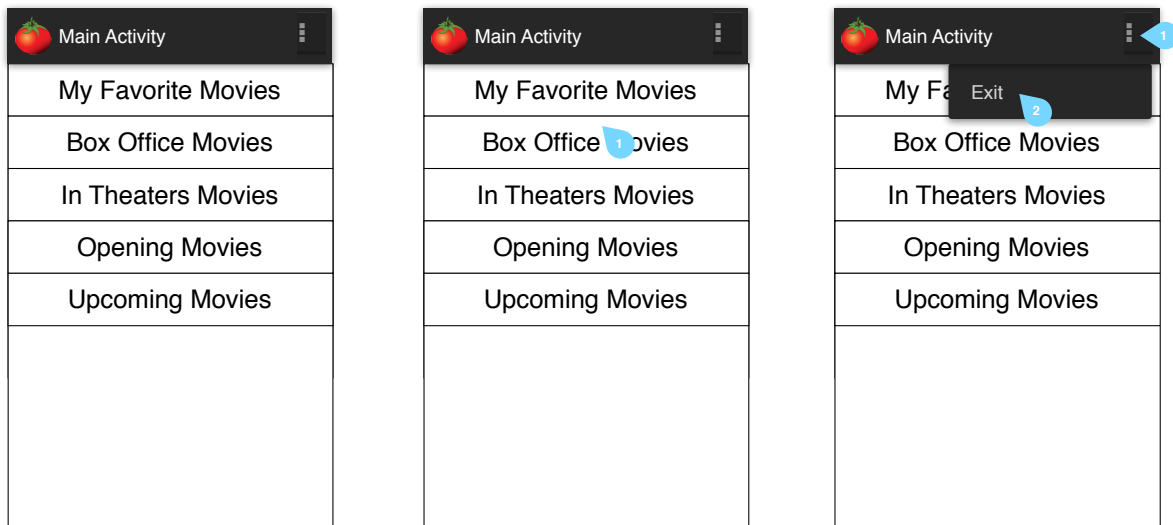 Main Activity
My Favorite Movies
Box Office Movies
In Theaters Movies
Opening Movies
Upcoming Movies
Main Activity
My Favorite Movies
Box Office 1 ovies
In Theaters Movies
Opening Movies
Upcoming Movies
Main Activity
1
My Fa
Exit
2
Box Office Movies
In Theaters Movies
Opening Movies
Upcoming Movies